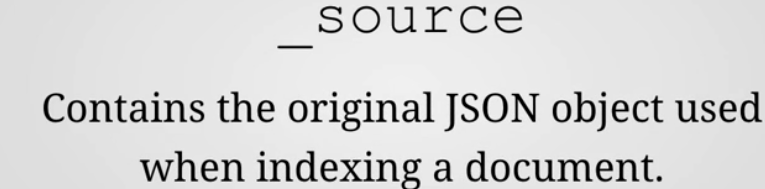 _source
Contains the original JSON object used
when indexing a document.